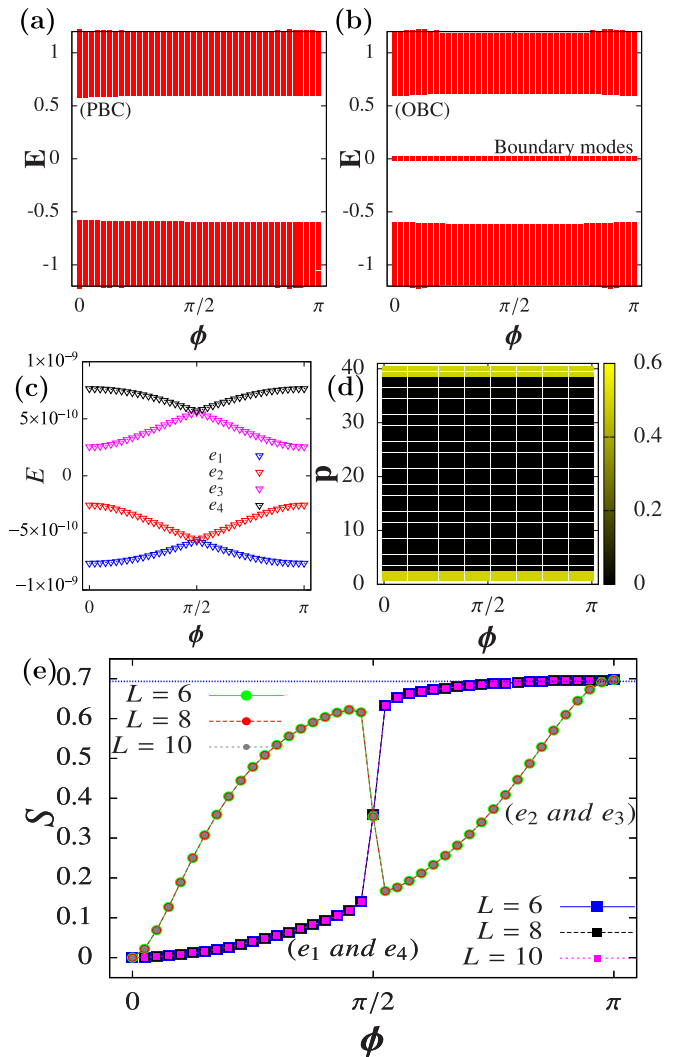 (a)
(b)
1
0.5
0
-0.5
-1
E
(PBC)
0
π/2
π
ϕ
1
0.5
0
-0.5
-1
E
(OBC)
Boundary modes
0
π/2
π
ϕ
(c)
1×10⁻⁹
5×10⁻¹⁰
0
−5×10⁻¹⁰
−1×10⁻⁹
E
e₁
e₂
e₃
e₄
0
π/2
π
ϕ
(d)
40
30
20
10
0
p
0
π/2
π
ϕ
0.6
0.4
0.2
0
(e)
0.7
0.6
0.5
0.4
0.3
0.2
0.1
0
S
L = 6
L = 8
L = 10
(e₂ and e₃)
(e₁ and e₄)
L = 6
L = 8
L = 10
0
π/2
π
ϕ